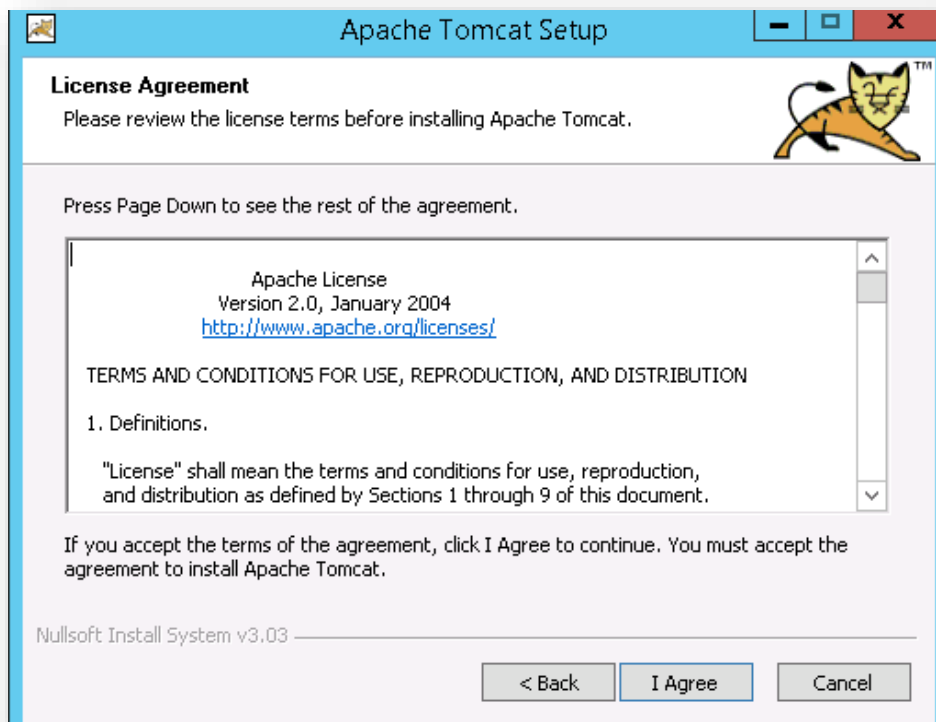 Apache Tomcat Setup
License Agreement
Please review the license terms before installing Apache Tomcat.
TM
Press Page Down to see the rest of the agreement.
Apache License
Version 2.0, January 2004
http://www.apache.org/licenses/
TERMS AND CONDITIONS FOR USE, REPRODUCTION, AND DISTRIBUTION
1. Definitions.
"License" shall mean the terms and conditions for use, reproduction,
and distribution as defined by Sections 1 through 9 of this document.
If you accept the terms of the agreement, click I Agree to continue. You must accept the
agreement to install Apache Tomcat.
Nullsoft Install System v3.03
< Back I Agree Cancel